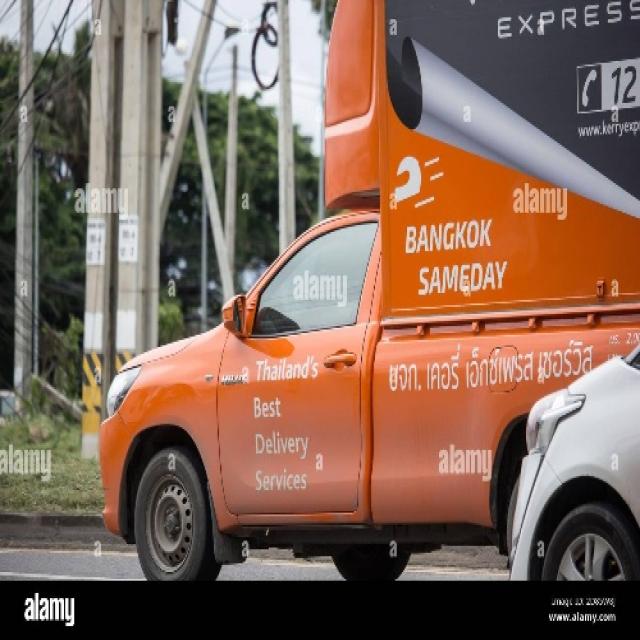 EXPRESS
12
www.kerryexp
BANGKOK
SAMEDAY
บจก. เคอรี่ เอ็กซ์เพรส เซอร์วิส
Thailand's
Best
Delivery
Services
alamy
www.alamy.com